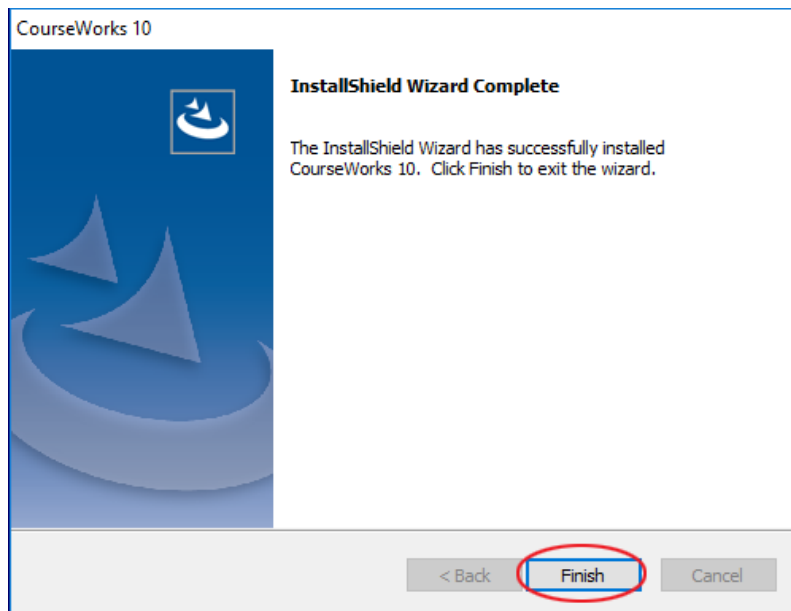 CourseWorks 10
InstallShield Wizard Complete
The InstallShield Wizard has successfully installed
CourseWorks 10. Click Finish to exit the wizard.
< Back
Finish
Cancel